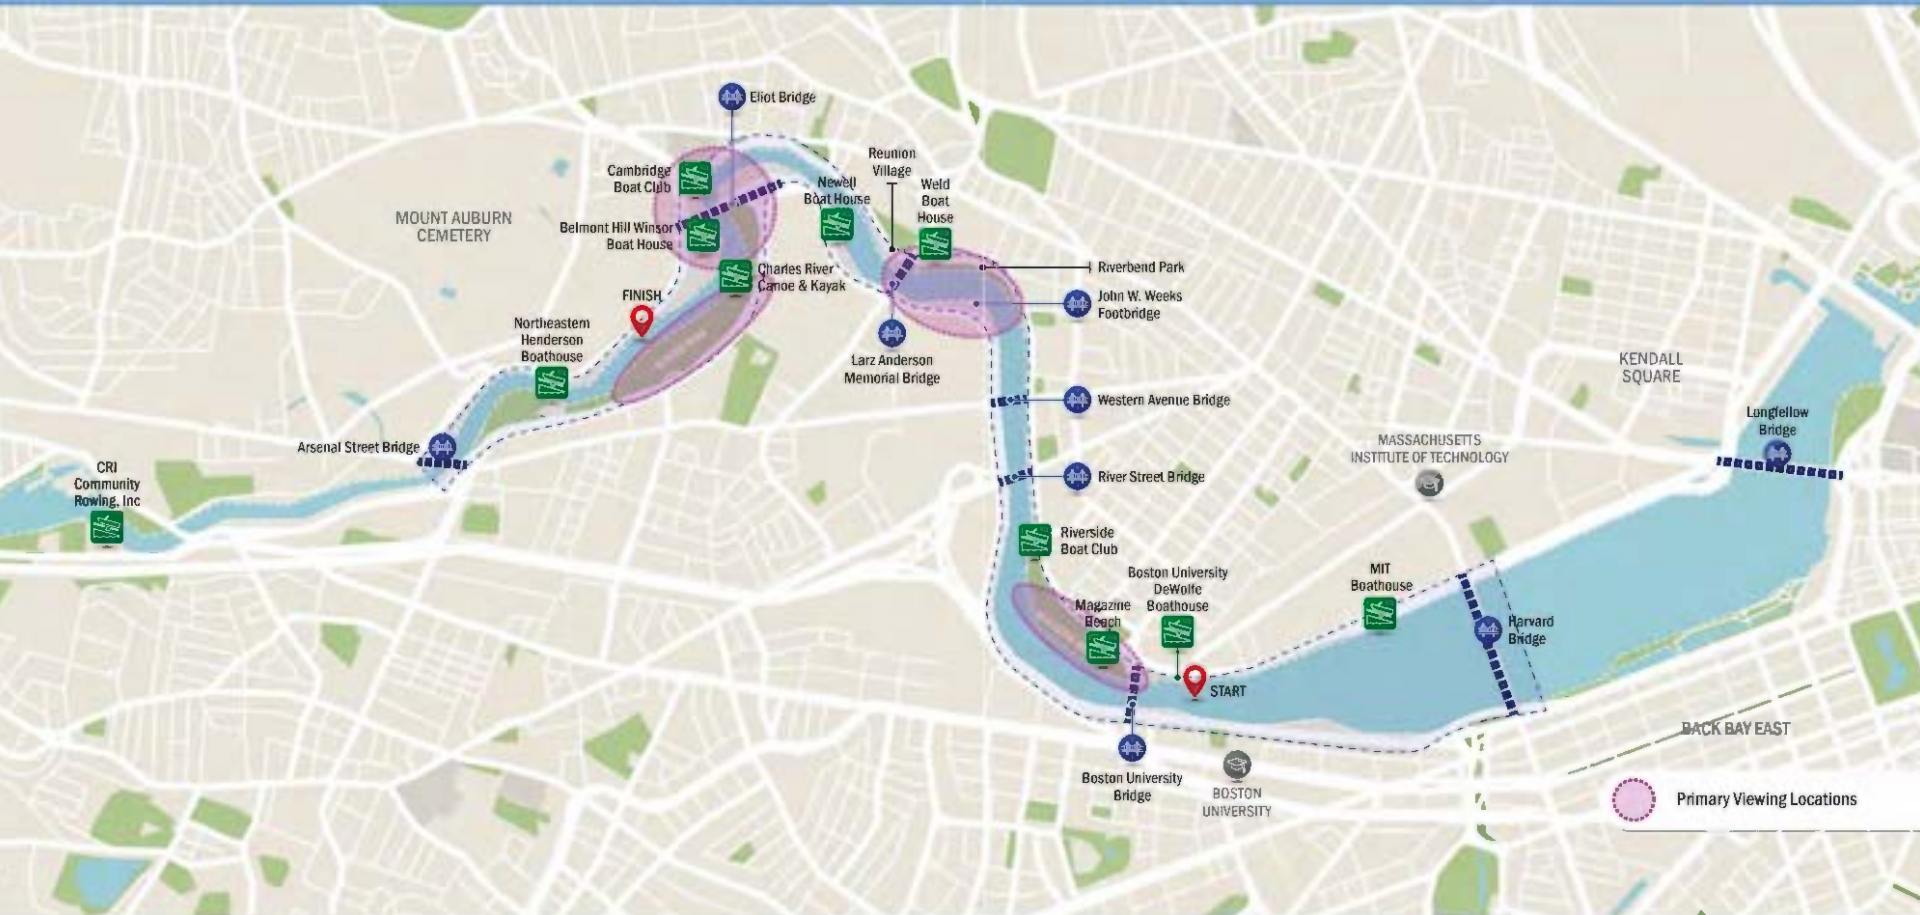 Eliot Bridge
Cambridge
Boat Club
MOUNT AUBURN
CEMETERY
Belmont Hill Winsor
Boat House
Newell
Boat House
Reunion
Village
Weld
Boat
House
Charles River
Canoe & Kayak
Riverbend Park
John W. Weeks
Footbridge
FINISH
Northeastern
Henderson
Boathouse
Larz Anderson
Memorial Bridge
Western Avenue Bridge
KENDALL
SQUARE
Longfellow
Bridge
Arsenal Street Bridge
CRI
Community
Rowing, Inc
River Street Bridge
MASSACHUSETTS
INSTITUTE OF TECHNOLOGY
Riverside
Boat Club
Boston University
DeWolfe
Boathouse
Magazine
Beach
MIT
Boathouse
Harvard
Bridge
START
BACK BAY EAST
Boston University
Bridge
BOSTON
UNIVERSITY
Primary Viewing Locations